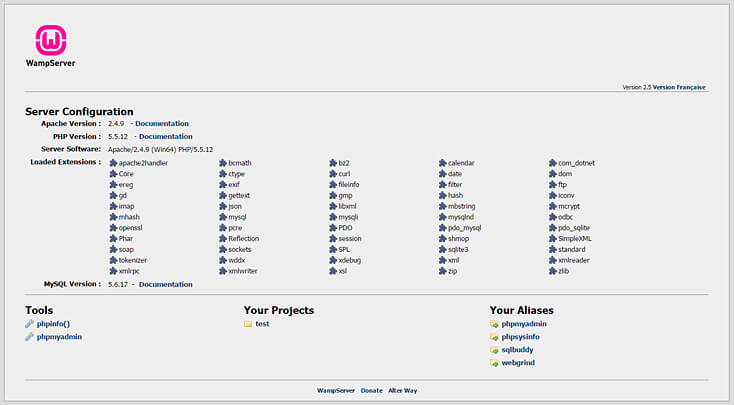 WampServer
Version 2.5 Version Française
Server Configuration
Apache Version : 2.4.9 - Documentation
PHP Version : 5.5.12 - Documentation
Server Software: Apache/2.4.9 (Win64) PHP/5.5.12
Loaded Extensions : apache2handler bcmath bz2 calendar com_dotnet
Core ctype curl date dom
ereg exif fileinfo filter ftp
gd gettext gmp hash iconv
imap json libxml mbstring mcrypt
mhash mysql mysqli mysqlnd odbc
openssl pcre PDO pdo_mysql pdo_sqlite
Phar Reflection session shmop SimpleXML
soap sockets SPL sqlite3 standard
tokenizer wddx xdebug xml xmlreader
xmlrpc xmlwriter xsl zip zlib
MySQL Version : 5.6.17 - Documentation
Tools Your Projects Your Aliases
phpinfo() test phpmyadmin
phpmyadmin phpsysinfo
sqlbuddy
webgrind
WampServer Donate Alter Way